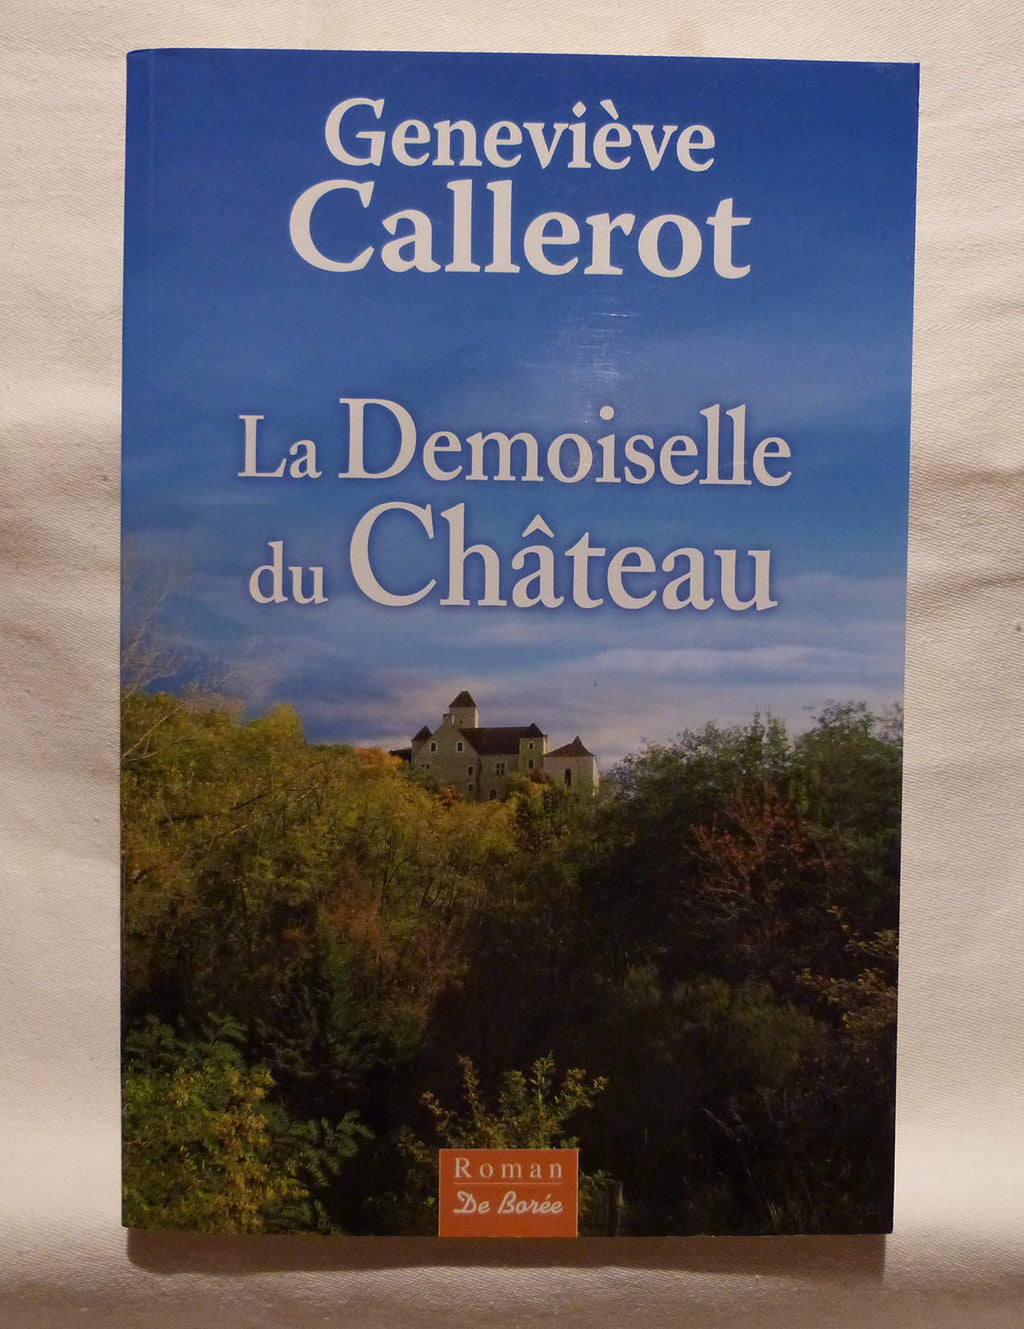 Geneviève
Callerot
La Demoiselle
du Château
Roman
De Borée